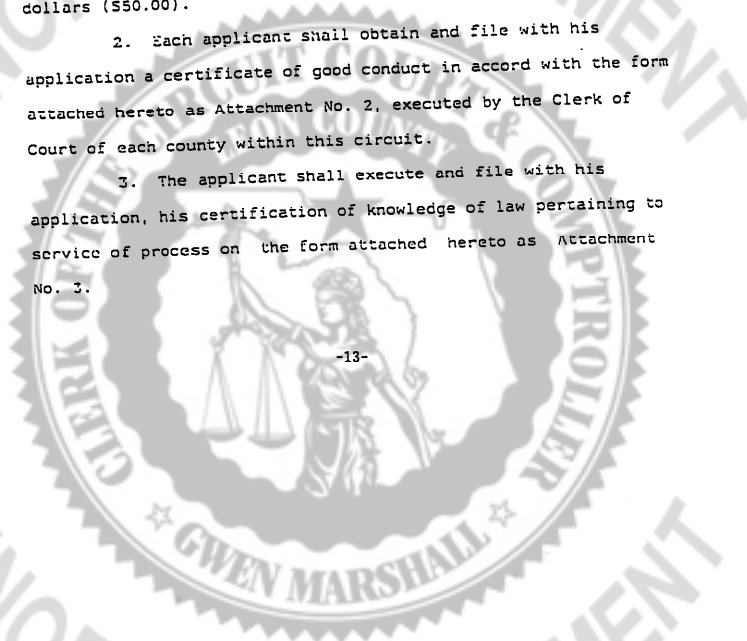 dollars ($50.00).
2. Each applicant shall obtain and file with his
application a certificate of good conduct in accord with the form
attached hereto as Attachment No. 2, executed by the Clerk of
Court of each county within this circuit.
3. The applicant shall execute and file with his
application, his certification of knowledge of law pertaining to
service of process on the form attached hereto as Attachment
No. 3.
-13-
CLERK OF THE CIRCUIT COURT & COMPTROLLER
GWEN MARSHALL